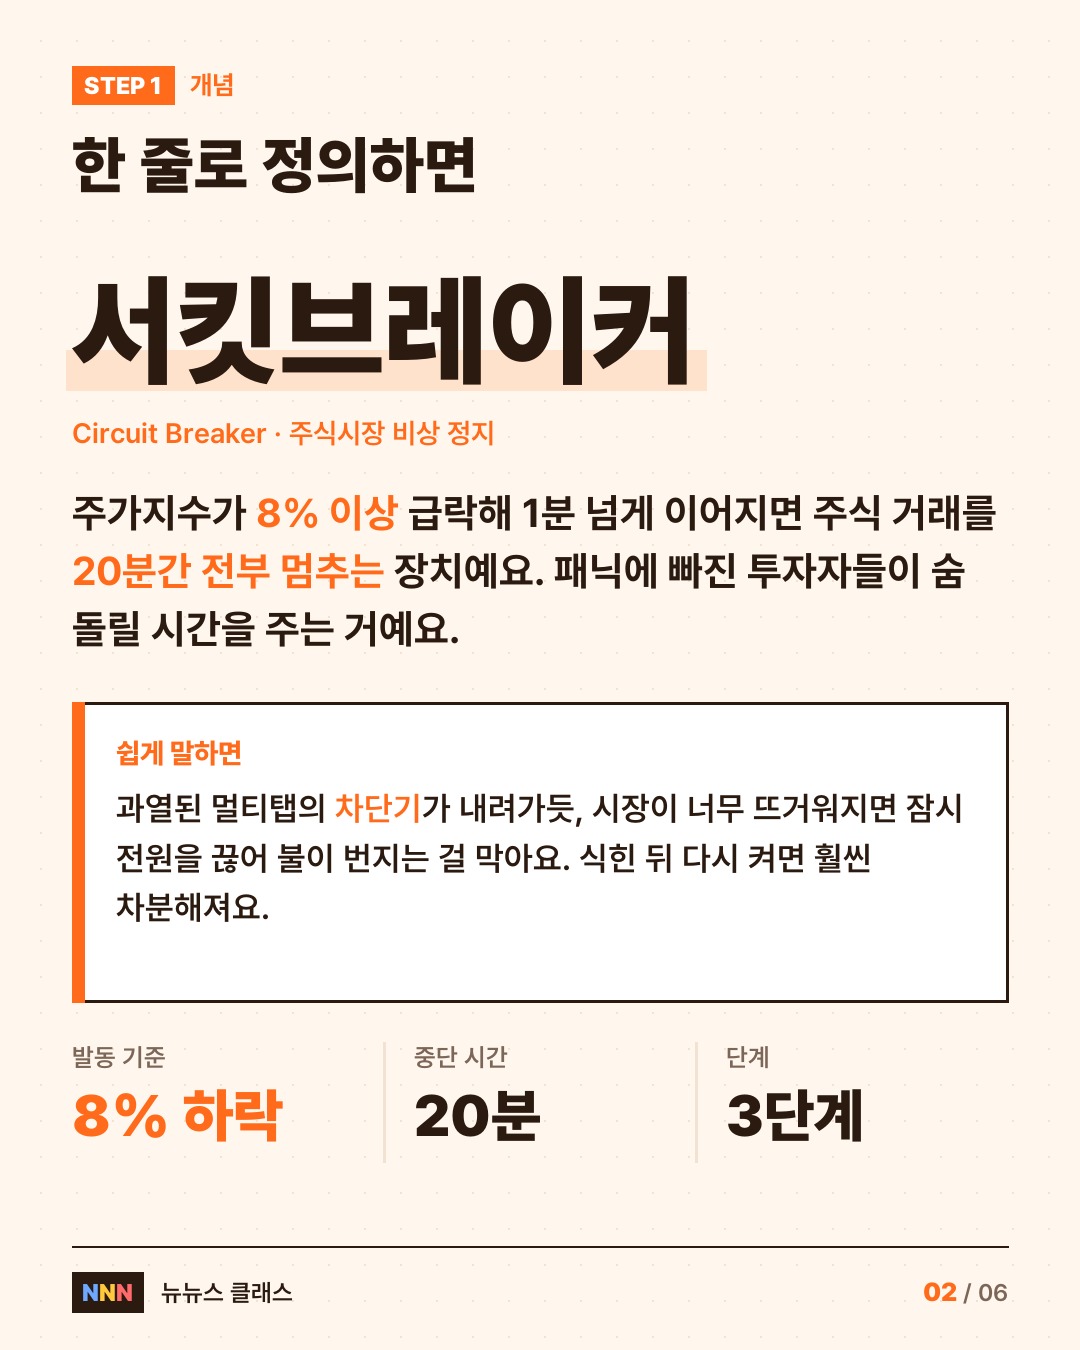 STEP 1 개념
한 줄로 정의하면
서킷브레이커
Circuit Breaker · 주식시장 비상 정지
주가지수가 8% 이상 급락해 1분 넘게 이어지면 주식 거래를
20분간 전부 멈추는 장치예요. 패닉에 빠진 투자자들이 숨
돌릴 시간을 주는 거예요.
쉽게 말하면
과열된 멀티탭의 차단기가 내려가듯, 시장이 너무 뜨거워지면 잠시
전원을 끊어 불이 번지는 걸 막아요. 식힌 뒤 다시 켜면 훨씬
차분해져요.
발동 기준
8% 하락
중단 시간
20분
단계
3단계
NNN 뉴뉴스 클래스
02 / 06